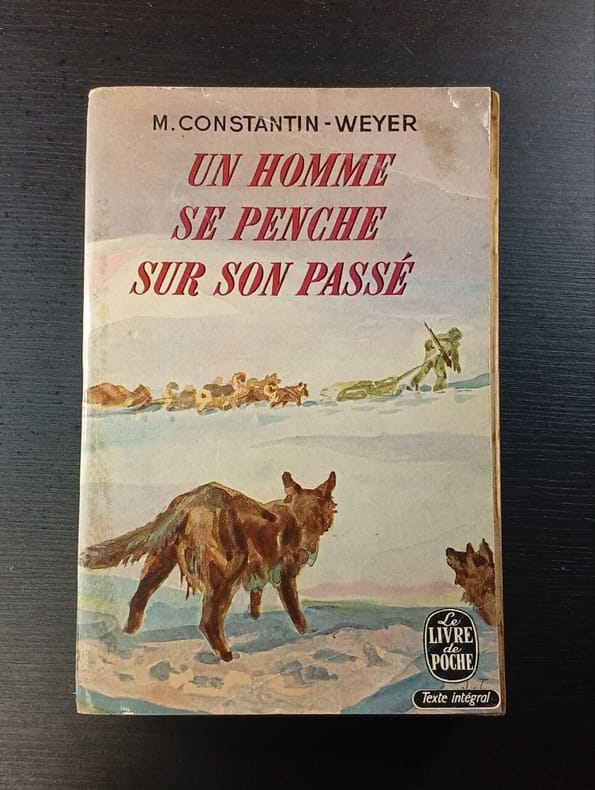 M. CONSTANTIN-WEYER
UN HOMME
SE PENCHE
SUR SON PASSÉ
Le
LIVRE
de
POCHE
Texte intégral